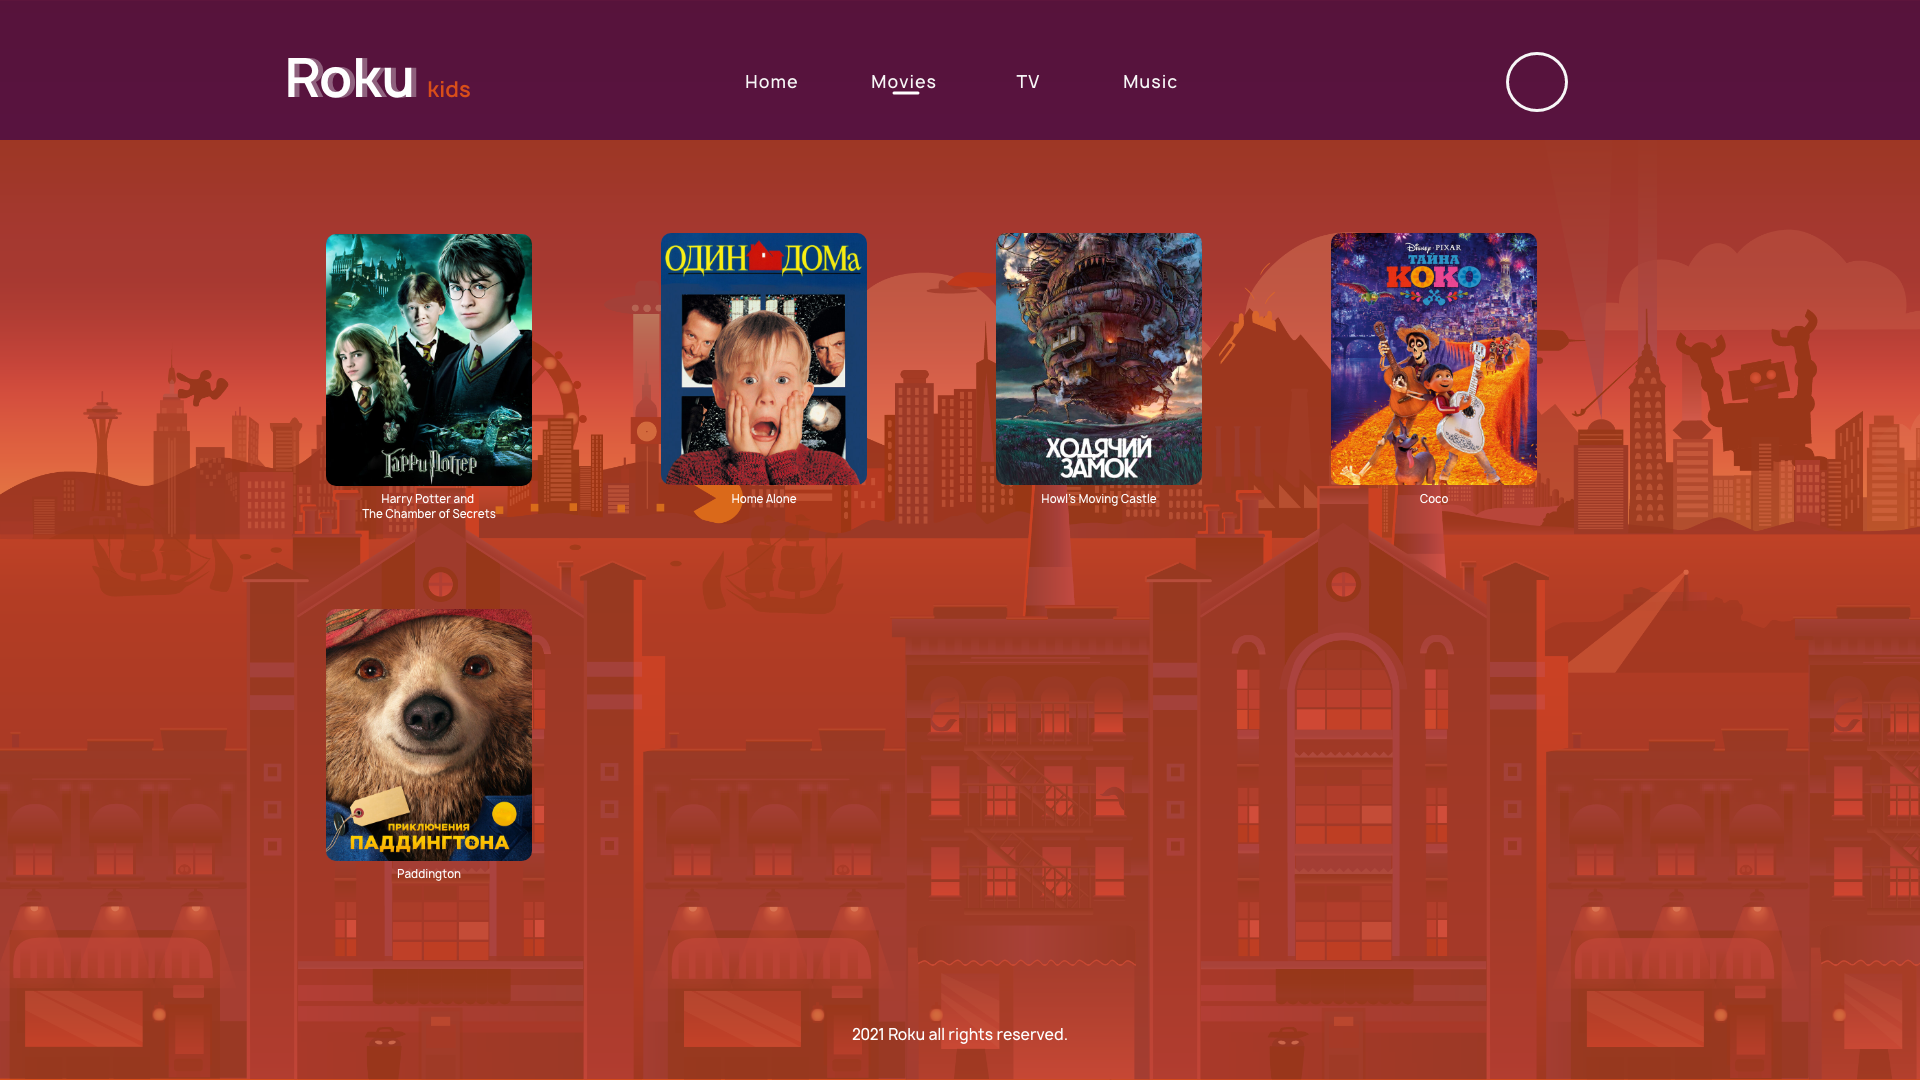 Roku kids
Home
Movies
TV
Music
Гарри Поттер
Harry Potter and
The Chamber of Secrets
ОДИН ДОМа
Home Alone
ХОДЯЧИЙ
ЗАМОК
Howl's Moving Castle
Disney · PIXAR
ТАЙНА
КОКО
Coco
ПРИКЛЮЧЕНИЯ
ПАДДИНГТОНА
Paddington
2021 Roku all rights reserved.